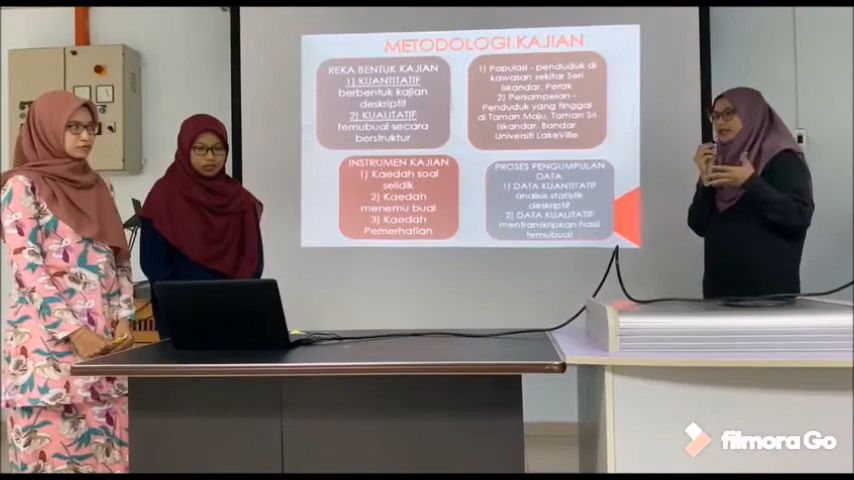 METODOLOGI KAJIAN
REKA BENTUK KAJIAN
1) KUANTITATIF
berbentuk kajian
deskriptif
2) KUALITATIF
temubual secara
berstruktur
1) Populasi - penduduk di
kawasan sekitar Seri
Iskandar, Perak
2) Persampelan -
penduduk yang tinggal
di Taman Maju, Taman Seri
Iskandar, Bandar
Universiti LakeVille
INSTRUMEN KAJIAN
1) Kaedah soal
selidik
2) Kaedah
menemu bual
3) Kaedah
Pemerhatian
PROSES PENGUMPULAN
DATA
1) DATA KUANTITATIF
analisis statistik
deskriptif
2) DATA KUALITATIF
mentranskrip hasil
temubual
filmora Go